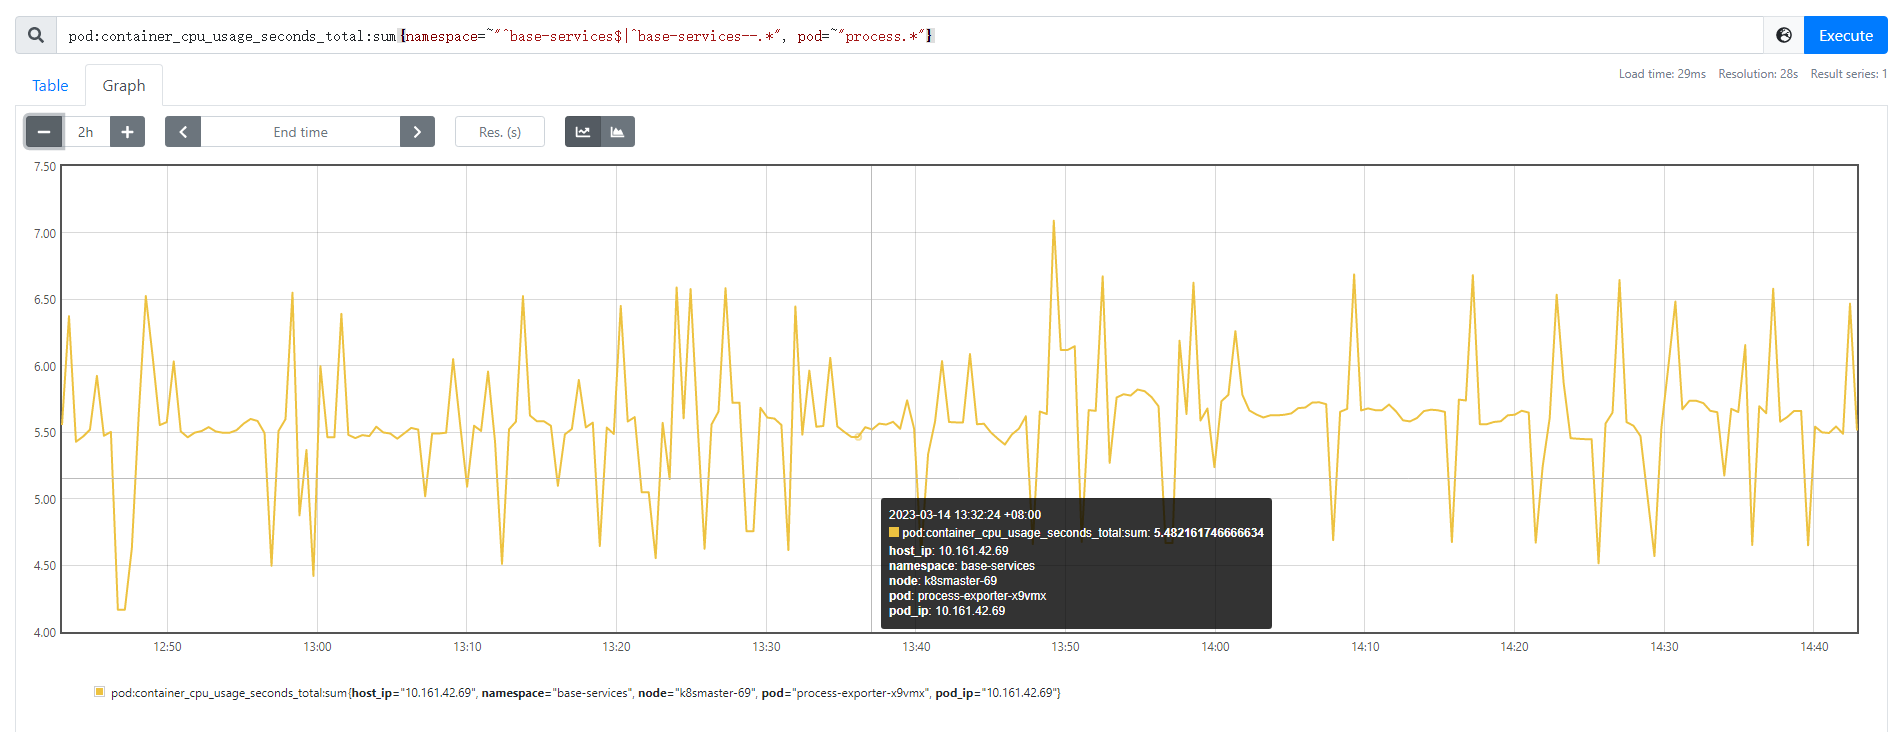 pod:container_cpu_usage_seconds_total:sum{namespace=~"^base-services$|^base-services--.*", pod=~"process.*"}
Execute
Load time: 29ms Resolution: 28s Result series: 1
Table
Graph
2h
End time
Res. (s)
7.50
7.00
6.50
6.00
5.50
5.00
4.50
4.00
2023-03-14 13:32:24 +08:00
pod:container_cpu_usage_seconds_total:sum: 5.482161746666634
host_ip: 10.161.42.69
namespace: base-services
node: k8smaster-69
pod: process-exporter-x9vmx
pod_ip: 10.161.42.69
12:50 13:00 13:10 13:20 13:30 13:40 13:50 14:00 14:10 14:20 14:30 14:40
pod:container_cpu_usage_seconds_total:sum{host_ip="10.161.42.69", namespace="base-services", node="k8smaster-69", pod="process-exporter-x9vmx", pod_ip="10.161.42.69"}